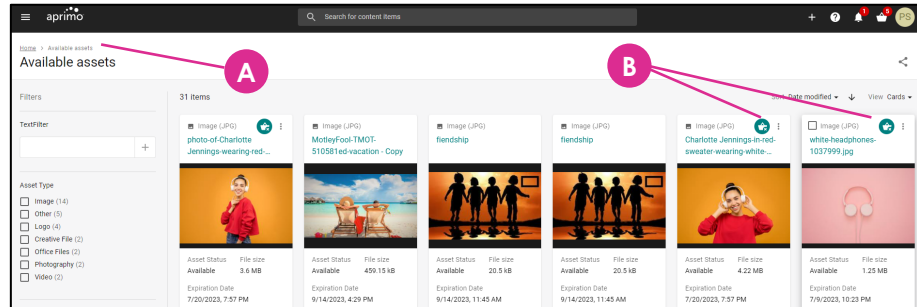 aprimo
Search for content items
1
5
PS
Home > Available assets
Available assets
A
B
Filters
31 items
Date modified
View Cards
TextFilter
Asset Type
Image (14)
Other (5)
Logo (4)
Creative File (2)
Office Files (2)
Photography (2)
Video (2)
Image (JPG)
photo-of-Charlotte
Jennings-wearing-red-...
Asset Status File size
Available 3.6 MB
Expiration Date
7/20/2023, 7:57 PM
Image (JPG)
MotleyFool-TMOT-
510581ed-vacation - Copy
Asset Status File size
Available 459.15 kB
Expiration Date
9/14/2023, 4:29 PM
Image (JPG)
fiendship
Asset Status File size
Available 20.5 kB
Expiration Date
9/14/2023, 11:45 AM
Image (JPG)
fiendship
Asset Status File size
Available 20.5 kB
Expiration Date
9/14/2023, 11:45 AM
Image (JPG)
Charlotte Jennings-in-red-
sweater-wearing-white-...
Asset Status File size
Available 4.22 MB
Expiration Date
7/20/2023, 7:57 PM
Image (JPG)
white-headphones-
1037999.jpg
Asset Status File size
Available 1.25 MB
Expiration Date
7/9/2023, 10:23 PM